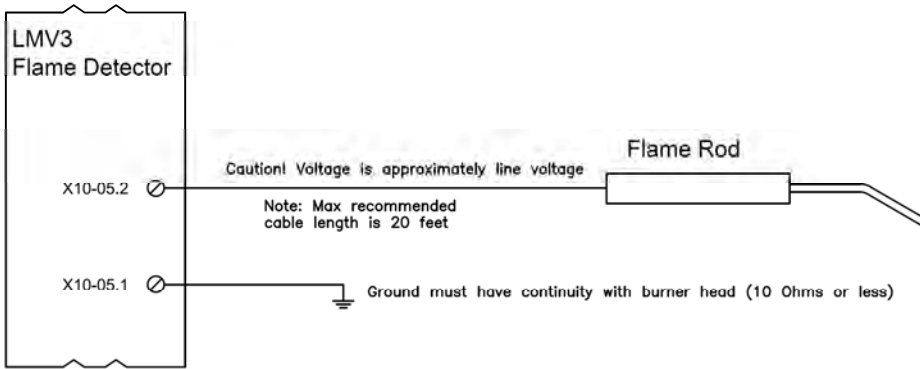 LMV3
Flame Detector
Flame Rod
Caution! Voltage is approximately line voltage
X10-05.2
Note: Max recommended
cable length is 20 feet
X10-05.1
Ground must have continuity with burner head (10 Ohms or less)